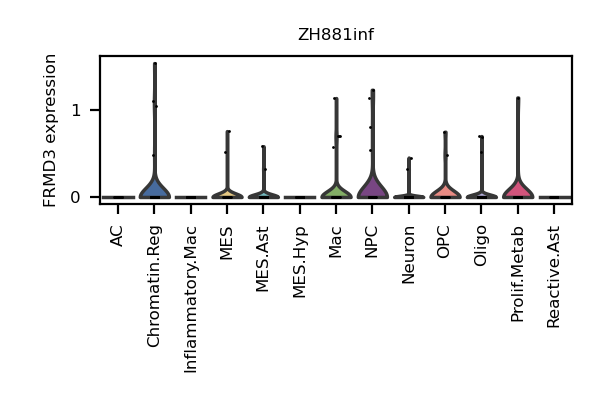 ZH881inf
FRMD3 expression
1
0
AC
Chromatin.Reg
Inflammatory.Mac
MES
MES.Ast
MES.Hyp
Mac
NPC
Neuron
OPC
Oligo
Prolif.Metab
Reactive.Ast